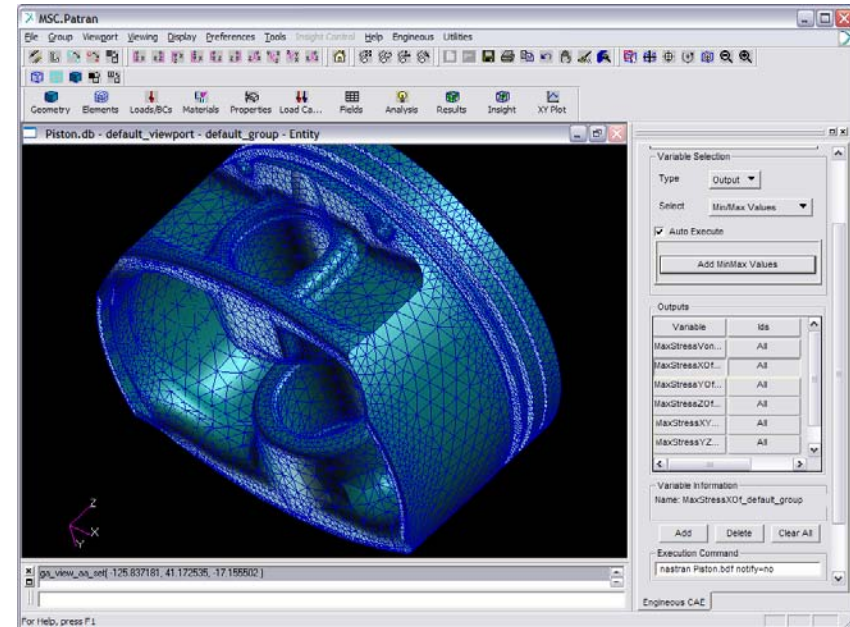 MSC.Patran
File Group Viewport Viewing Display Preferences Tools Insight Control Help Engineous Utilities
Geometry Elements Loads/BCs Materials Properties Load Ca... Fields Analysis Results Insight XY Plot
Piston.db - default_viewport - default_group - Entity
Variable Selection
Type Output
Select Min/Max Values
Auto Execute
Add MinMax Values
Outputs
Variable Ids
MaxStressVon... All
MaxStressXOf... All
MaxStressYOf... All
MaxStressZOf... All
MaxStressXY... All
MaxStressYZ... All
Variable Information
Name: MaxStressXOf_default_group
Add Delete Clear All
Execution Command
nastran Piston.bdf notify=no
Engineous CAE
Z
X
Y
ga_view_aa_set( -125.837181, 41.172535, -17.155502 )
For Help, press F1